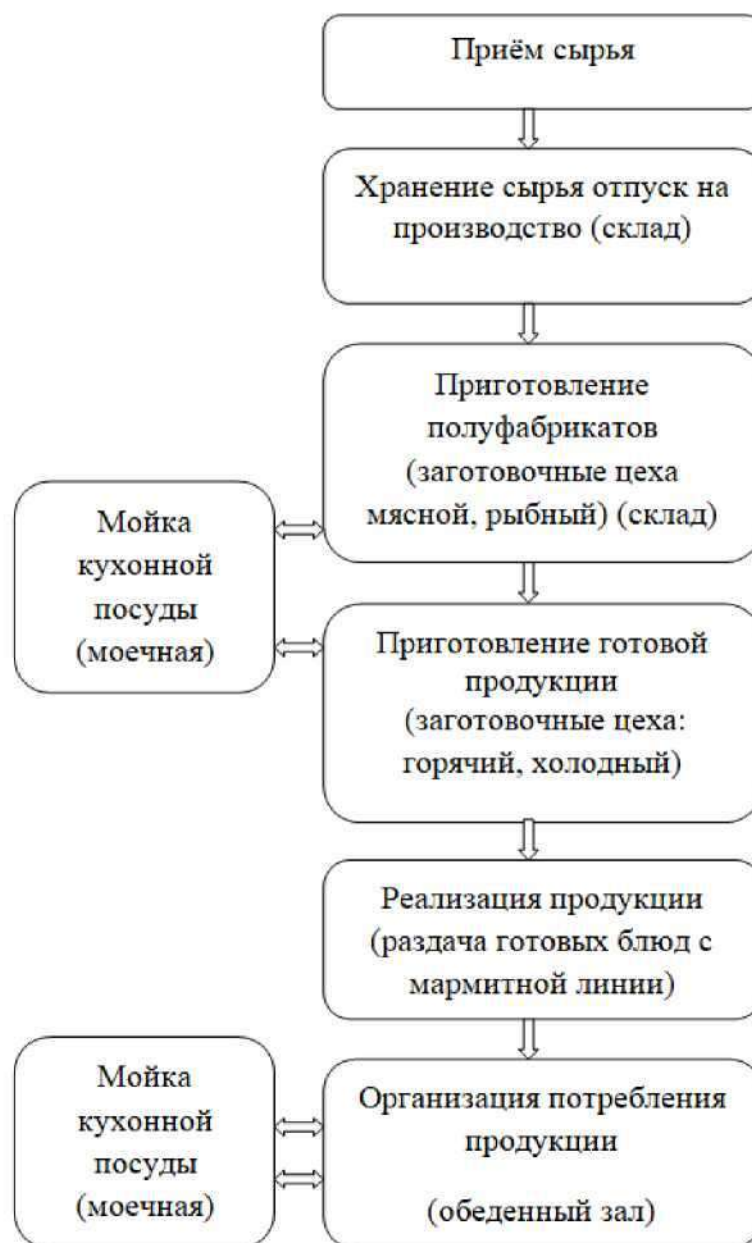 Приём сырья
Хранение сырья отпуск на
производство (склад)
Приготовление
полуфабрикатов
(заготовочные цеха
мясной, рыбный) (склад)
Мойка
кухонной
посуды
(моечная)
Приготовление готовой
продукции
(заготовочные цеха:
горячий, холодный)
Реализация продукции
(раздача готовых блюд с
мармитной линии)
Мойка
кухонной
посуды
(моечная)
Организация потребления
продукции
(обеденный зал)